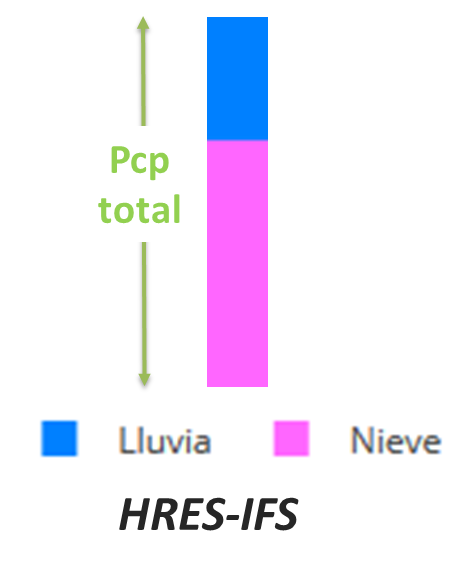 Pcp
total
Lluvia Nieve
HRES-IFS